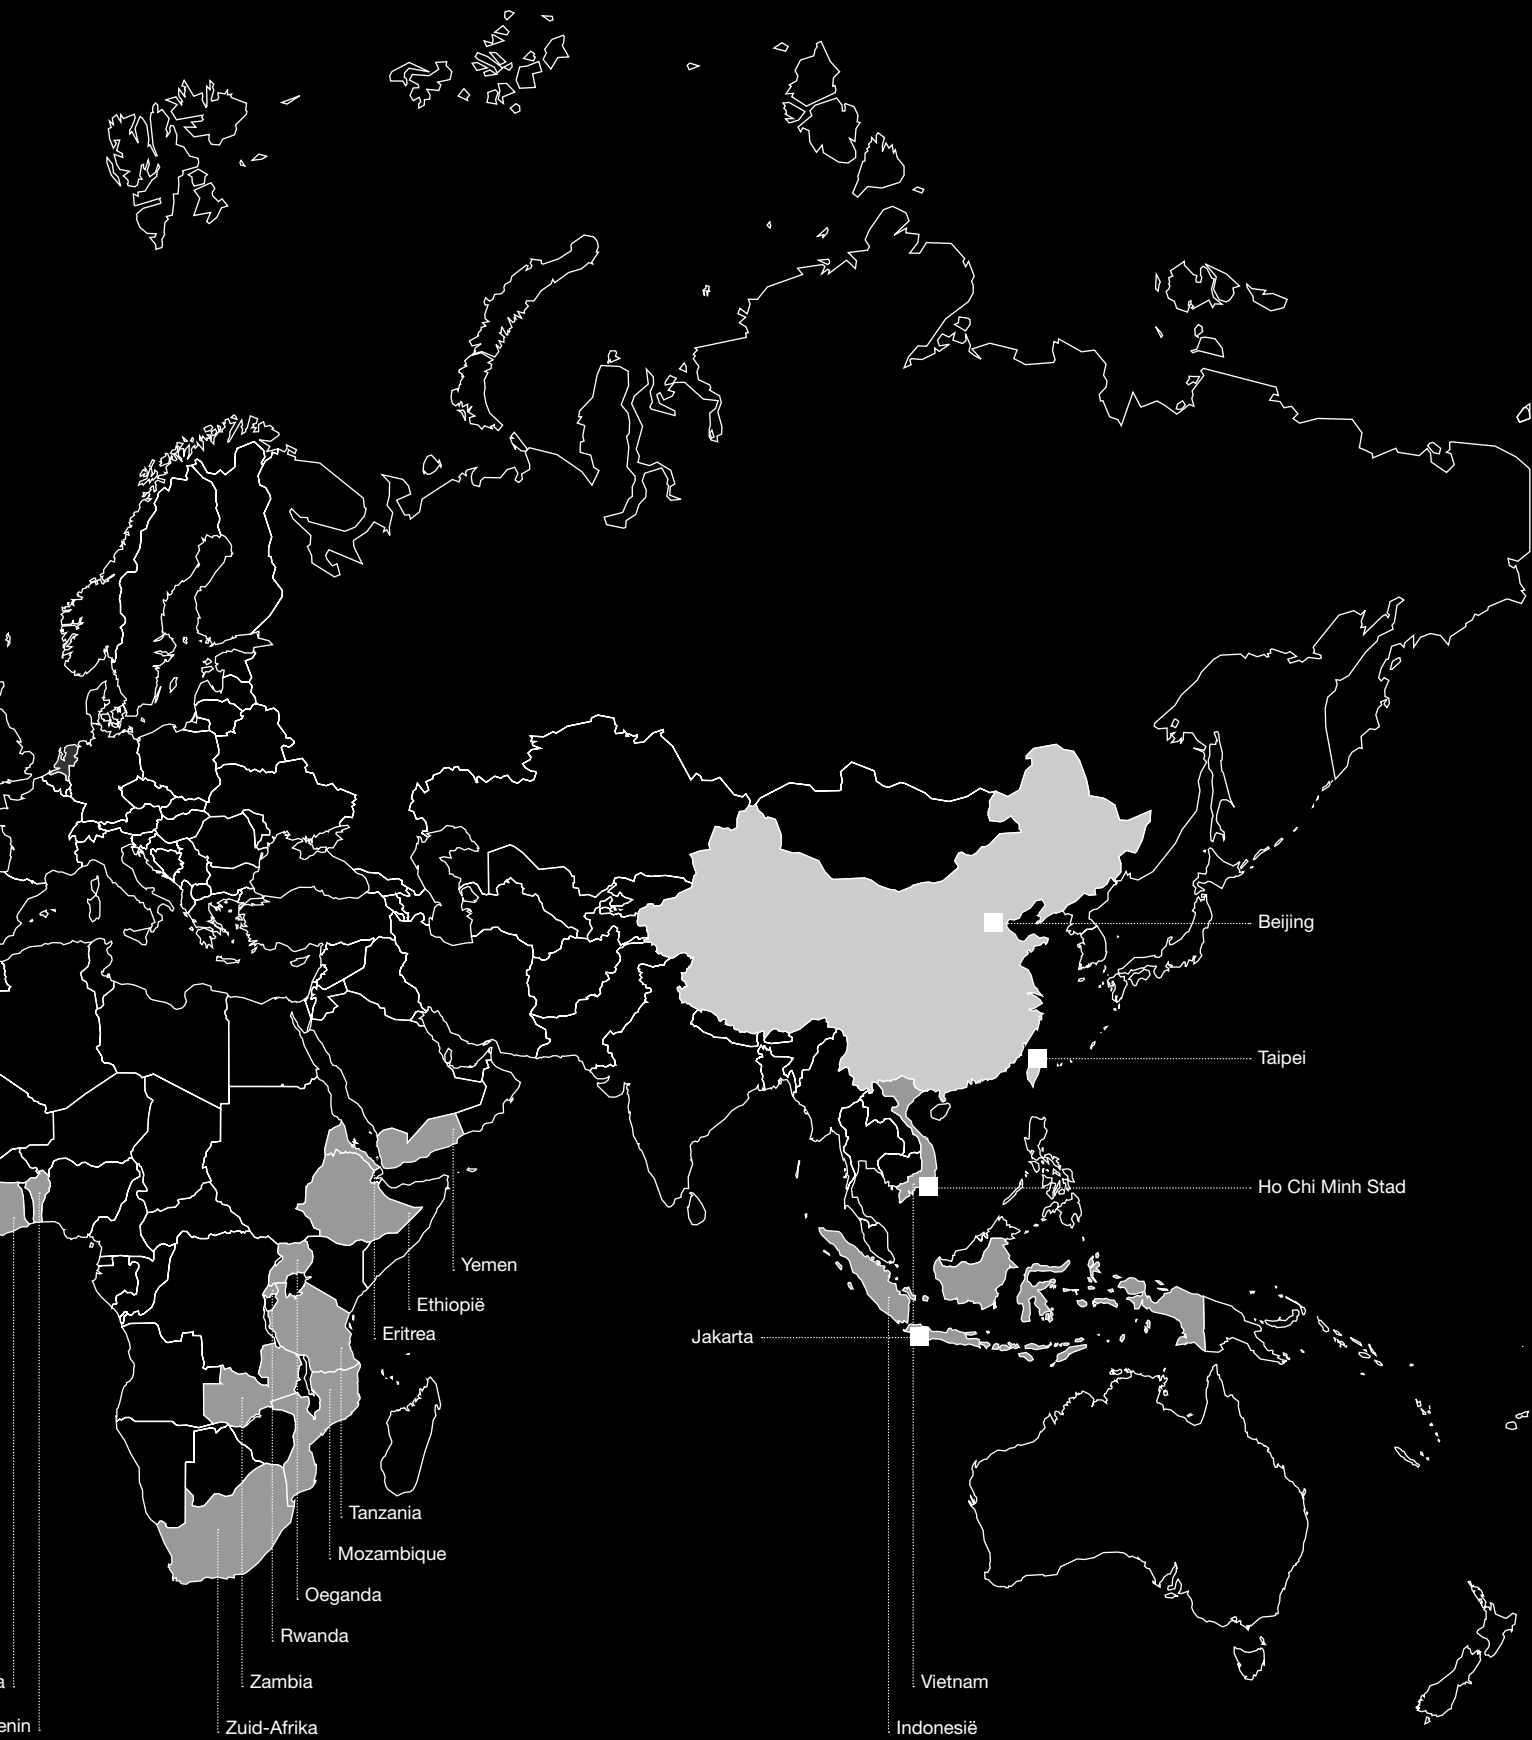 Beijing
Taipei
Ho Chi Minh Stad
Yemen
Ethiopië
Eritrea
Jakarta
Tanzania
Mozambique
Oeganda
Rwanda
a
Zambia
Vietnam
enin
Zuid-Afrika
Indonesië